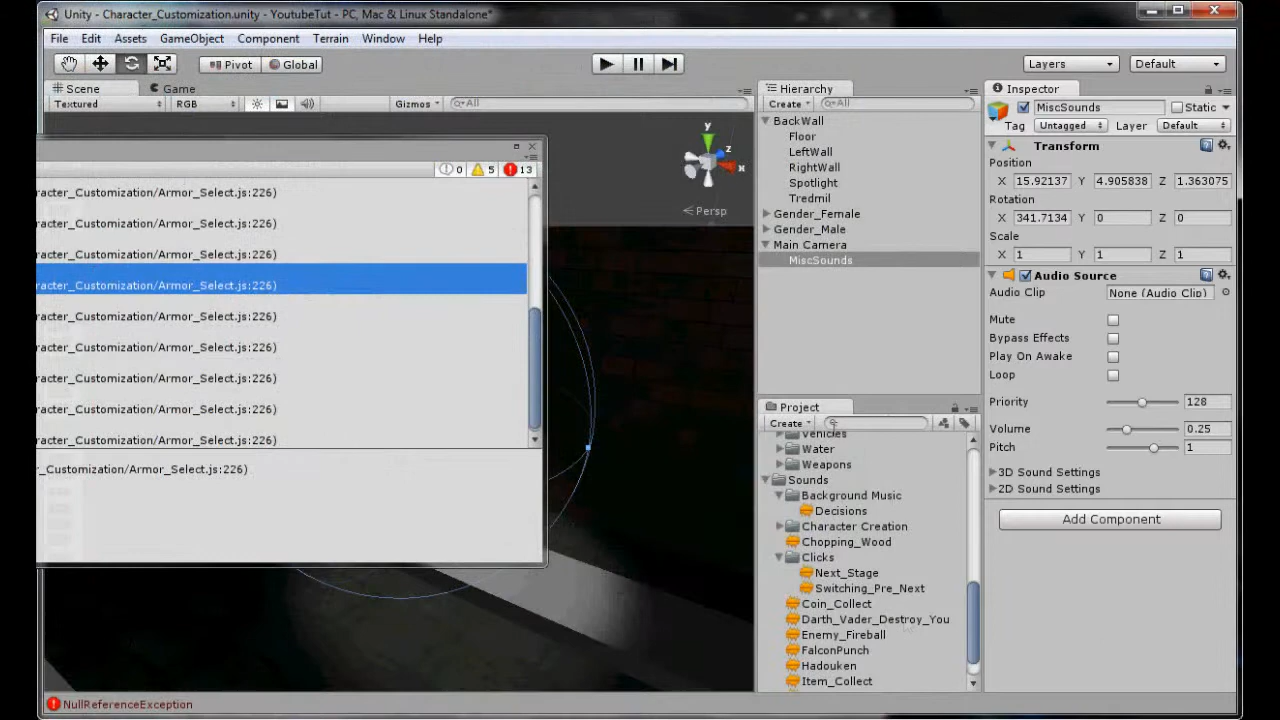 Unity - Character_Customization.unity - YoutubeTut - PC, Mac & Linux Standalone*
File Edit Assets GameObject Component Terrain Window Help
Pivot Global Layers Default
Scene Game
Textured RGB Gizmos All
0 5 13
racter_Customization/Armor_Select.js:226)
racter_Customization/Armor_Select.js:226)
racter_Customization/Armor_Select.js:226)
racter_Customization/Armor_Select.js:226)
racter_Customization/Armor_Select.js:226)
racter_Customization/Armor_Select.js:226)
racter_Customization/Armor_Select.js:226)
racter_Customization/Armor_Select.js:226)
racter_Customization/Armor_Select.js:226)
r_Customization/Armor_Select.js:226)
y
z
x
Persp
Hierarchy
Create All
BackWall
Floor
LeftWall
RightWall
Spotlight
Tredmil
Gender_Female
Gender_Male
Main Camera
MiscSounds
Project
Create
Vehicles
Water
Weapons
Sounds
Background Music
Decisions
Character Creation
Chopping_Wood
Clicks
Next_Stage
Switching_Pre_Next
Coin_Collect
Darth_Vader_Destroy_You
Enemy_Fireball
FalconPunch
Hadouken
Item_Collect
Inspector
MiscSounds Static
Tag Untagged Layer Default
Transform
Position
X 15.92137 Y 4.905838 Z 1.363075
Rotation
X 341.7134 Y 0 Z 0
Scale
X 1 Y 1 Z 1
Audio Source
Audio Clip None (Audio Clip)
Mute
Bypass Effects
Play On Awake
Loop
Priority 128
Volume 0.25
Pitch 1
3D Sound Settings
2D Sound Settings
Add Component
NullReferenceException